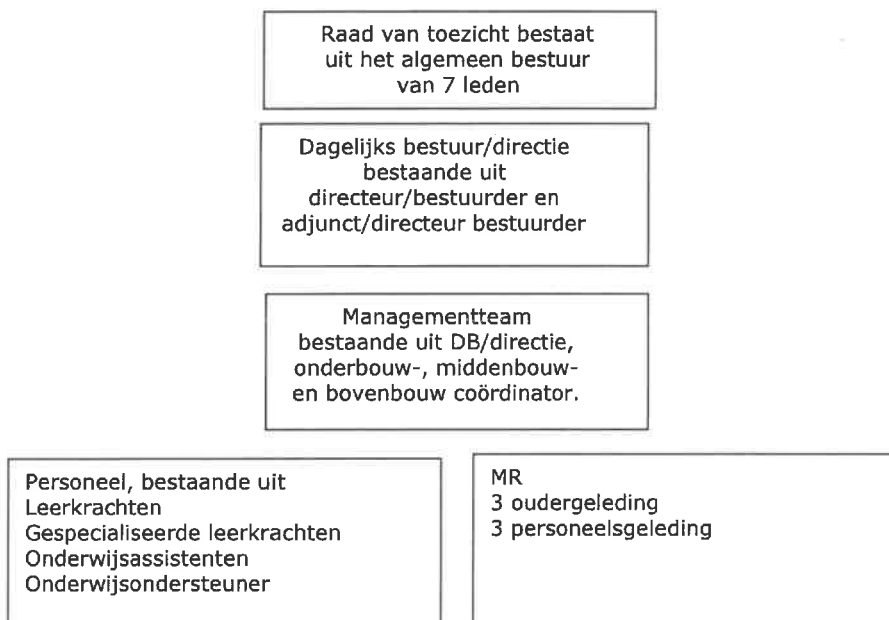 Raad van toezicht bestaat
uit het algemeen bestuur
van 7 leden
Dagelijks bestuur/directie
bestaande uit
directeur/bestuurder en
adjunct/directeur bestuurder
Managementteam
bestaande uit DB/directie,
onderbouw-, middenbouw-
en bovenbouw coördinator.
Personeel, bestaande uit
Leerkrachten
Gespecialiseerde leerkrachten
Onderwijsassistenten
Onderwijsondersteuner
MR
3 oudergeleding
3 personeelsgeleding